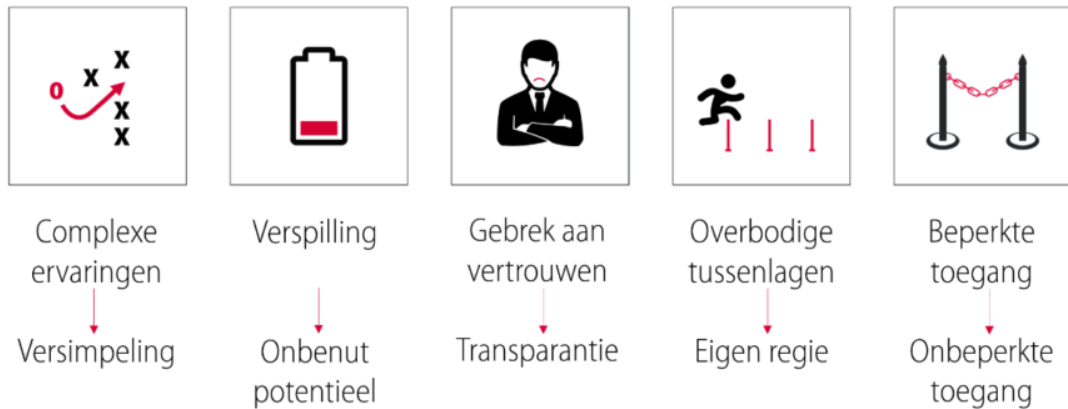 O X X X X
Complexe
ervaringen
Versimpeling
Verspilling
Onbenut
potentieel
Gebrek aan
vertrouwen
Transparantie
Overbodige
tussenlagen
Eigen regie
Beperkte
toegang
Onbeperkte
toegang